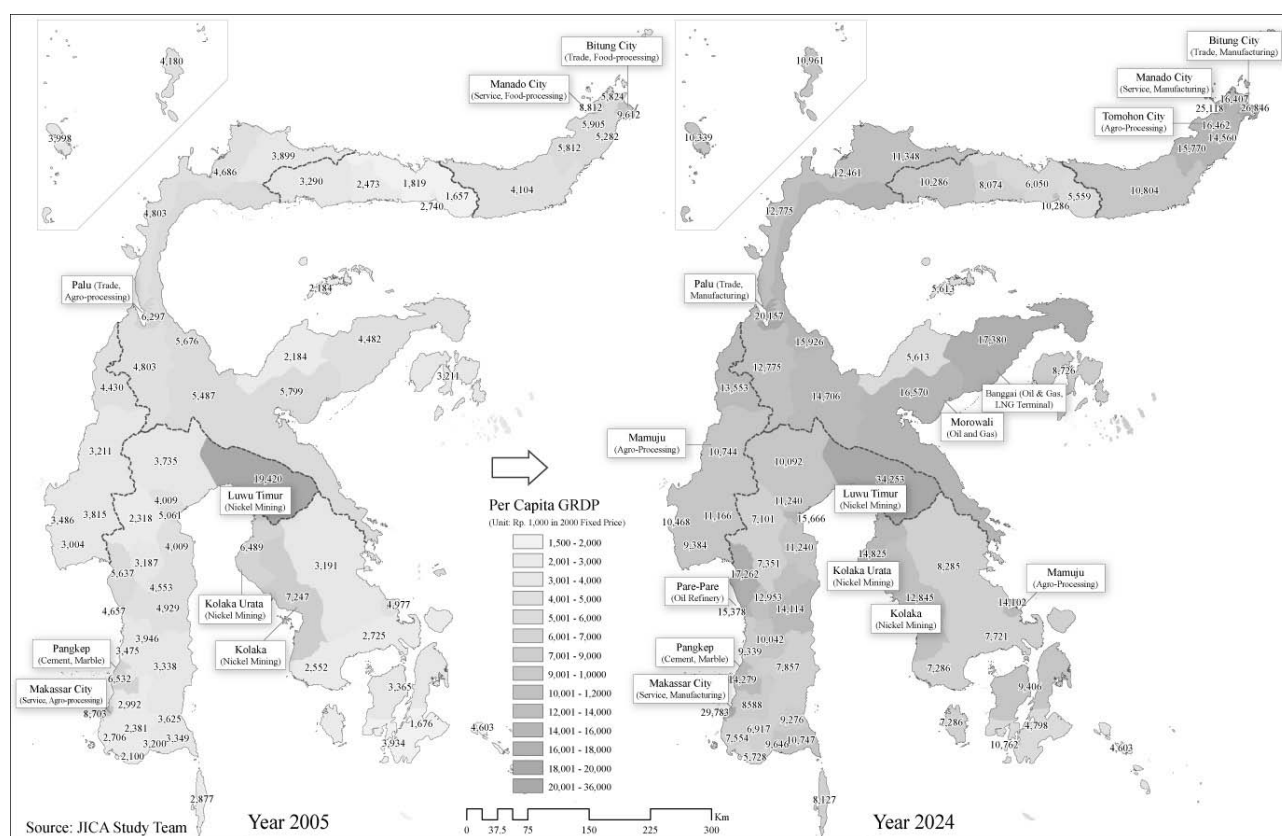 4,180
3,998
Bitung City
(Trade, Food-processing)
Manado City
(Service, Food-processing)
5,824
8,812
9,612
5,905
5,282
5,812
3,899
4,686
3,290
2,473
1,819
1,657
2,740
4,104
4,803
Palu (Trade,
Agro-processing)
6,297
2,184
5,676
4,482
2,184
4,803
3,211
4,430
5,487
5,799
3,211
3,735
19,420
Luwu Timur
(Nickel Mining)
4,009
3,486
3,815
2,318
5,061
3,004
4,009
6,489
3,187
3,191
5,637
4,553
Kolaka Urata
(Nickel Mining)
7,247
4,657
4,929
4,977
3,946
Kolaka
(Nickel Mining)
2,725
Pangkep
(Cement, Marble)
3,475
3,338
2,552
6,532
Makassar City
(Service, Agro-processing)
3,365
8,703
2,992
3,625
1,676
4,603
2,381
2,706
3,200
3,349
3,934
2,100
2,877
Source: JICA Study Team
Year 2005
Per Capita GRDP
(Unit: Rp. 1,000 in 2000 Fixed Price)
1,500 - 2,000
2,001 - 3,000
3,001 - 4,000
4,001 - 5,000
5,001 - 6,000
6,001 - 7,000
7,001 - 9,000
9,001 - 1,0000
10,001 - 1,2000
12,001 - 14,000
14,001 - 16,000
16,001 - 18,000
18,001 - 20,000
20,001 - 36,000
Km
0 37.5 75 150 225 300
10,961
10,339
Bitung City
(Trade, Manufacturing)
Manado City
(Service, Manufacturing)
16,407
25,118
26,846
Tomohon City
(Agro-Processing)
16,462
14,560
15,770
11,348
12,461
10,286
8,074
6,050
5,559
10,286
10,804
12,775
Palu (Trade,
Manufacturing)
20,157
5,613
15,926
17,380
5,613
12,775
8,726
13,553
14,706
16,570
Banggai (Oil & Gas,
LNG Terminal)
Morowali
(Oil and Gas)
Mamuju
(Agro-Processing)
10,744
10,092
34,253
Luwu Timur
(Nickel Mining)
11,240
10,468
11,166
7,101
15,666
9,384
11,240
14,825
7,351
8,285
17,262
Kolaka Urata
(Nickel Mining)
Mamuju
(Agro-Processing)
Pare-Pare
(Oil Refinery)
12,953
12,845
14,102
15,378
14,114
Kolaka
(Nickel Mining)
7,721
10,042
Pangkep
(Cement, Marble)
9,339
7,857
7,286
14,279
Makassar City
(Service, Manufacturing)
9,406
29,783
8588
9,276
7,286
4,798
6,917
7,554
9,646
10,747
10,762
4,603
5,728
8,127
Year 2024